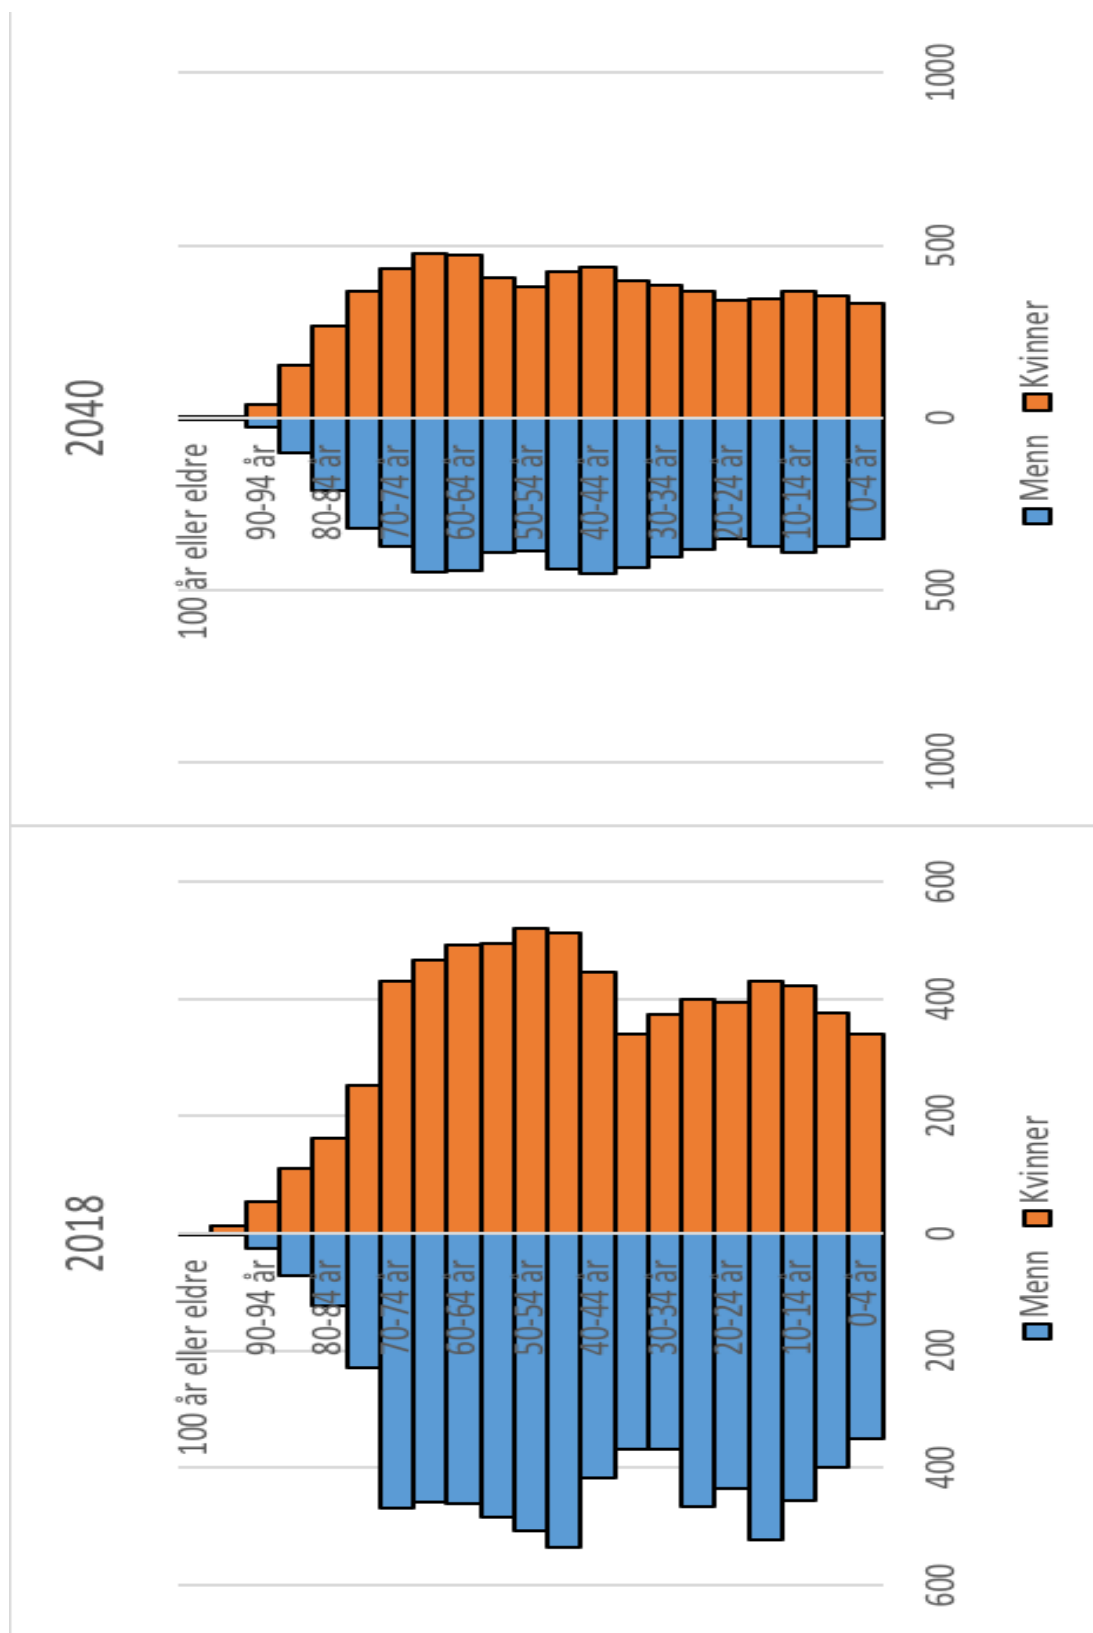 2018
100 år eller eldre
90-94 år
80-84 år
70-74 år
60-64 år
50-54 år
40-44 år
30-34 år
20-24 år
10-14 år
0-4 år
600 400 200 0 200 400 600
Menn Kvinner
2040
100 år eller eldre
90-94 år
80-84 år
70-74 år
60-64 år
50-54 år
40-44 år
30-34 år
20-24 år
10-14 år
0-4 år
1000 500 0 500 1000
Menn Kvinner